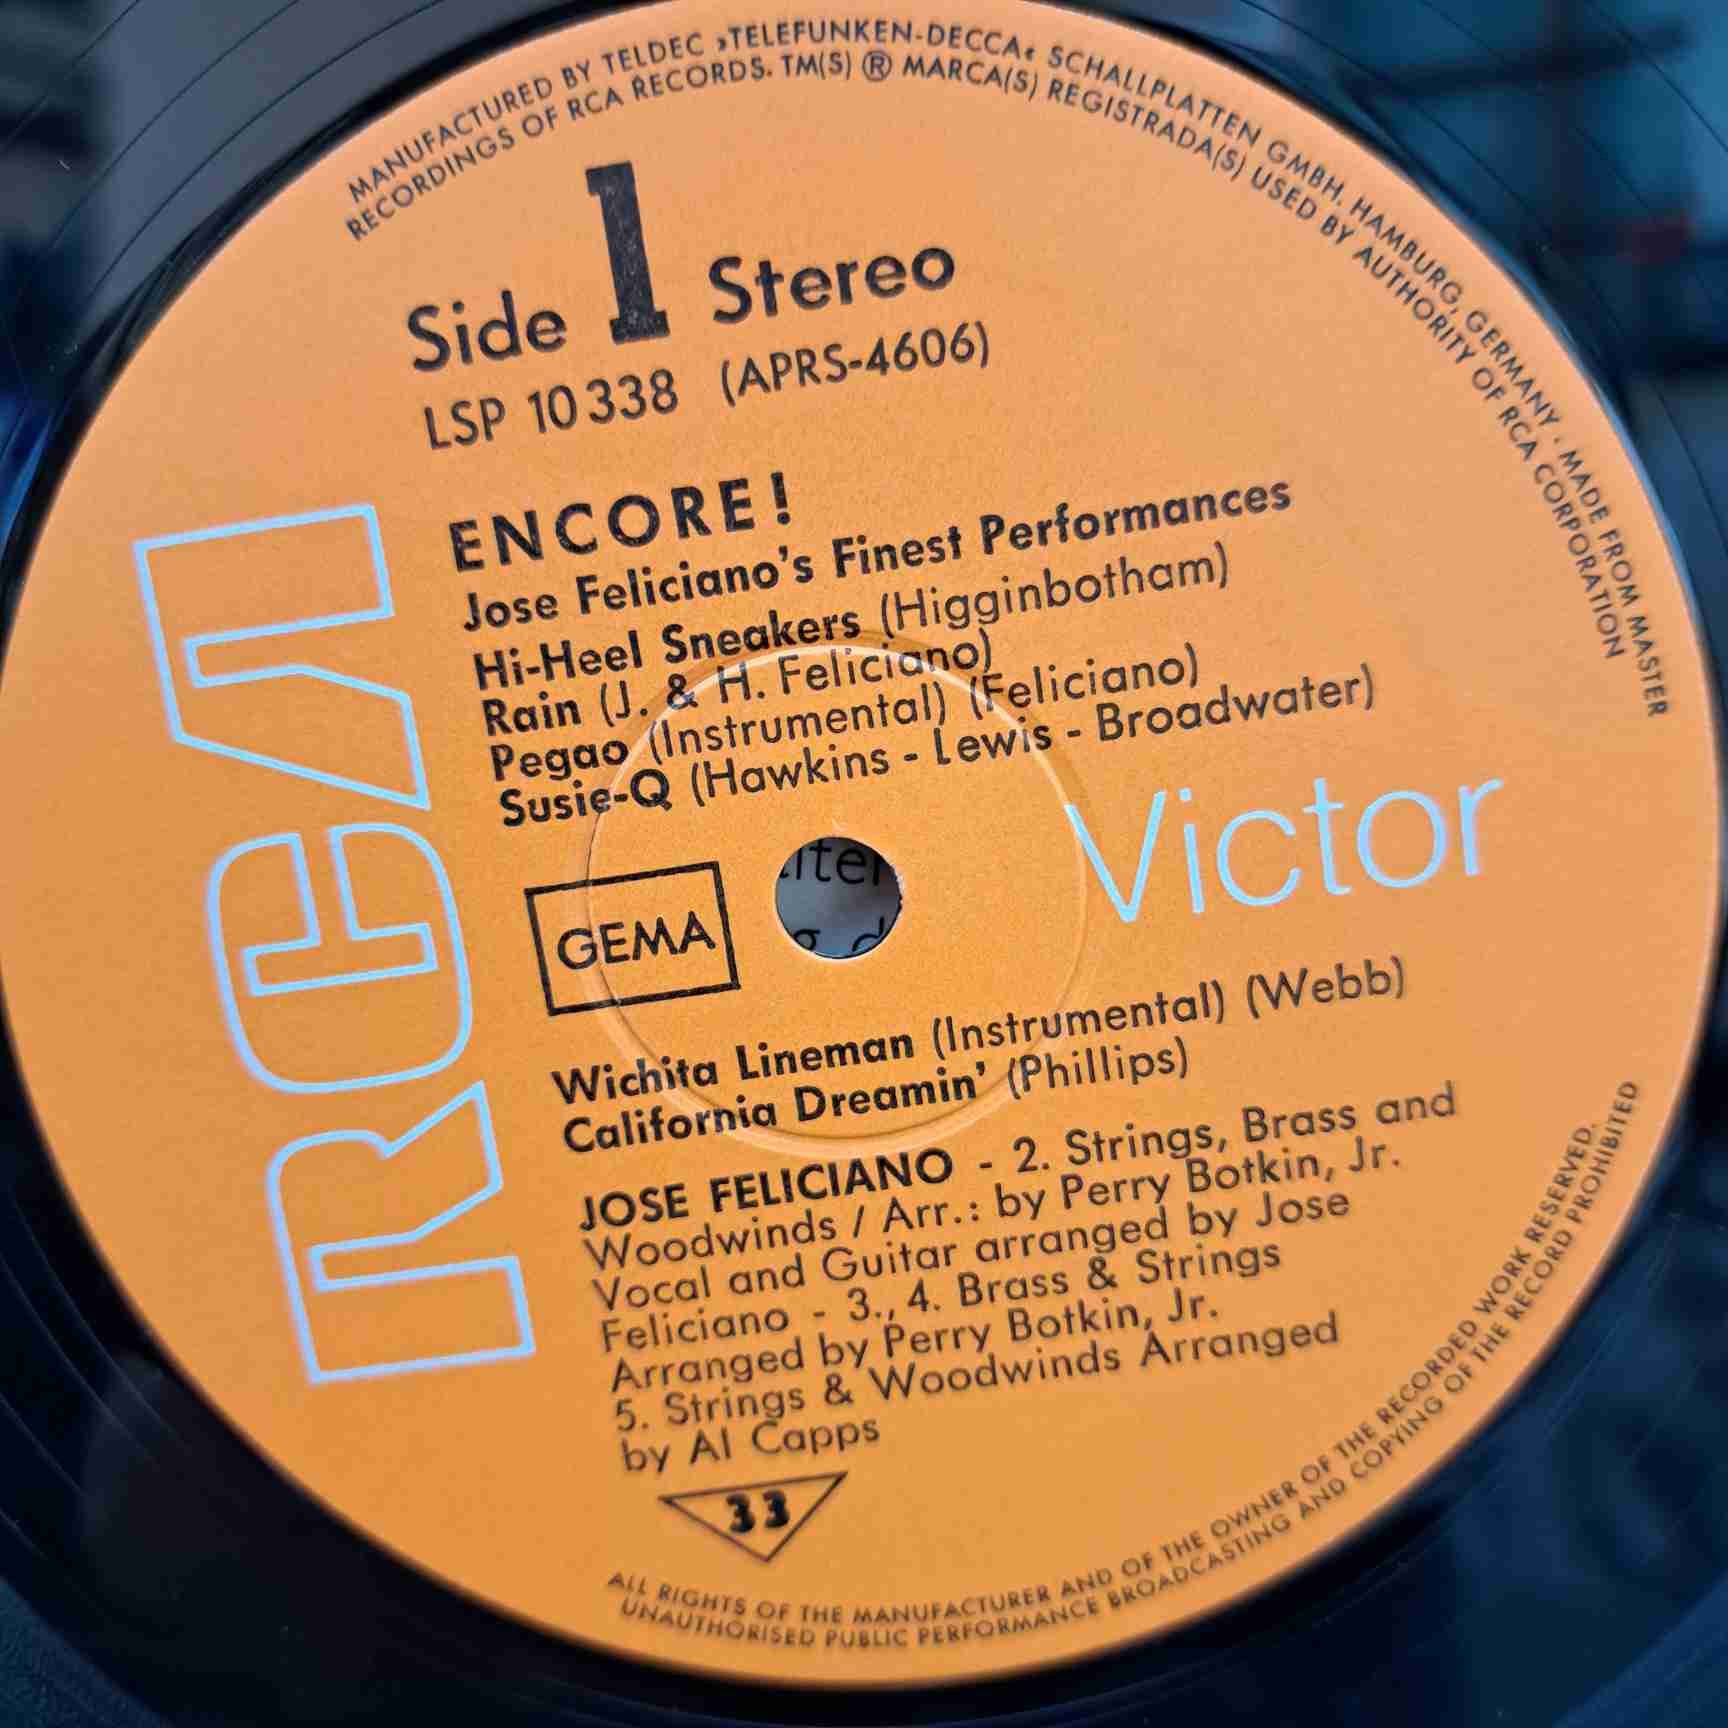 MANUFACTURED BY TELDEC ›TELEFUNKEN-DECCA‹ SCHALLPLATTEN GMBH. HAMBURG, GERMANY · MADE FROM MASTER
RECORDINGS OF RCA RECORDS. TM(S) ® MARCA(S) REGISTRADA(S) USED BY AUTHORITY OF RCA CORPORATION
Side 1 Stereo
LSP 10338 (APRS-4606)
ENCORE!
Jose Feliciano's Finest Performances
Hi-Heel Sneakers (Higginbotham)
Rain (J. & H. Feliciano)
Pegao (Instrumental) (Feliciano)
Susie-Q (Hawkins - Lewis - Broadwater)
RCA
Victor
GEMA
Wichita Lineman (Instrumental) (Webb)
California Dreamin' (Phillips)
JOSE FELICIANO - 2. Strings, Brass and
Woodwinds / Arr.: by Perry Botkin, Jr.
Vocal and Guitar arranged by Jose
Feliciano - 3., 4. Brass & Strings
Arranged by Perry Botkin, Jr.
5. Strings & Woodwinds Arranged
by Al Capps
33
ALL RIGHTS OF THE MANUFACTURER AND OF THE OWNER OF THE RECORDED WORK RESERVED.
UNAUTHORISED PUBLIC PERFORMANCE BROADCASTING AND COPYING OF THE RECORD PROHIBITED